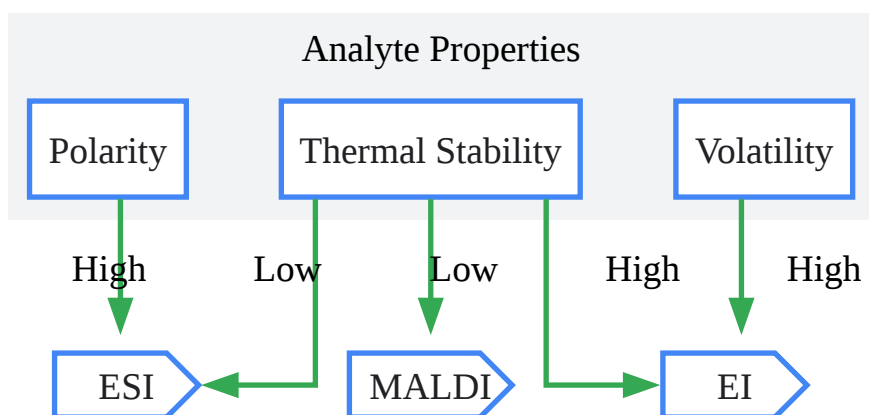 Analyte Properties
Polarity Thermal Stability Volatility
High Low Low High High
ESI MALDI EI